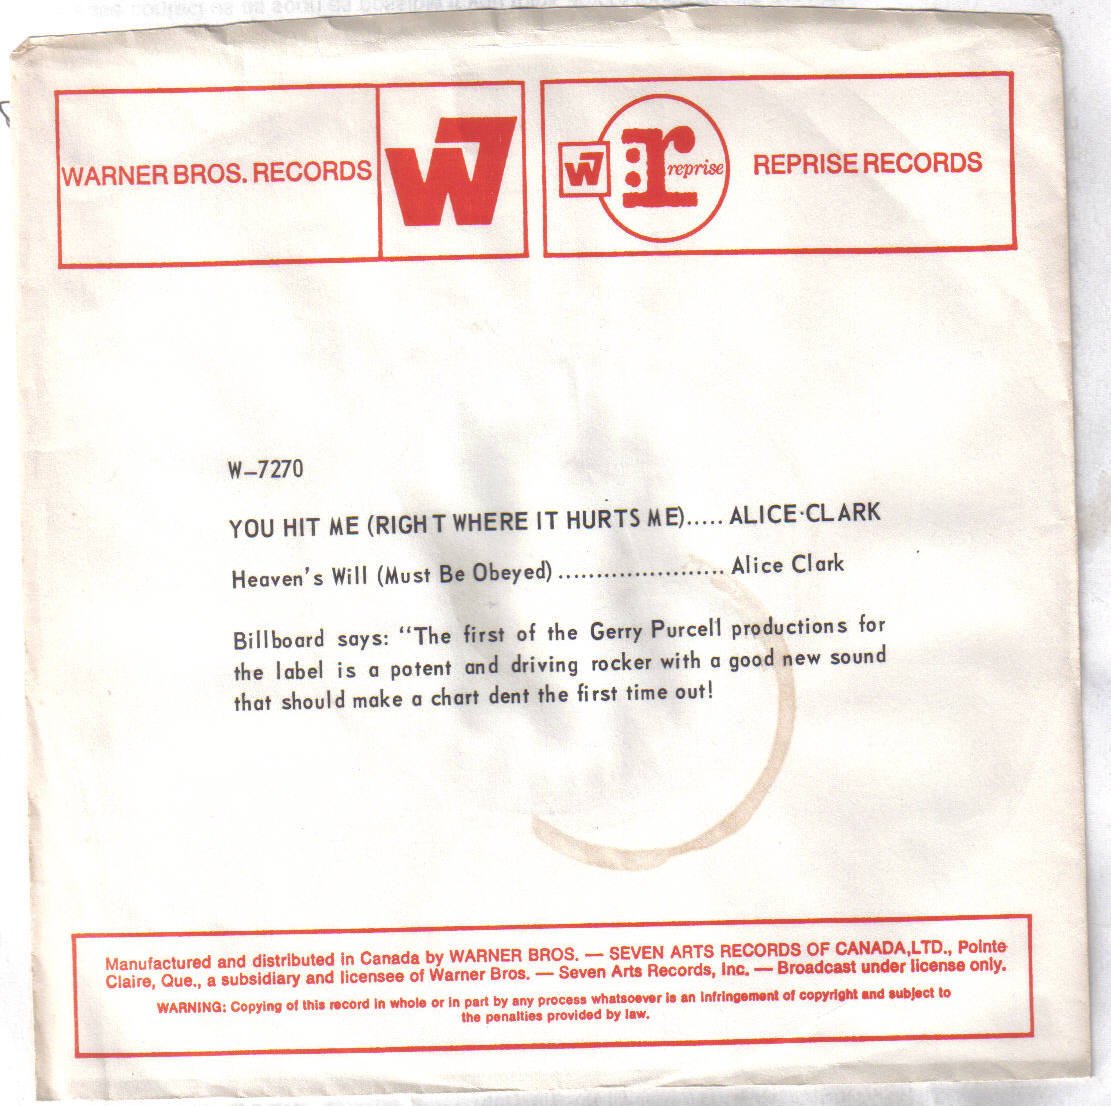 WARNER BROS. RECORDS
W7
W7
r: reprise
REPRISE RECORDS
W-7270
YOU HIT ME (RIGHT WHERE IT HURTS ME)..... ALICE CLARK
Heaven's Will (Must Be Obeyed) ...................... Alice Clark
Billboard says: "The first of the Gerry Purcell productions for
the label is a potent and driving rocker with a good new sound
that should make a chart dent the first time out!
Manufactured and distributed in Canada by WARNER BROS. — SEVEN ARTS RECORDS OF CANADA,LTD., Pointe
Claire, Que., a subsidiary and licensee of Warner Bros. — Seven Arts Records, Inc. — Broadcast under license only.
WARNING: Copying of this record in whole or in part by any process whatsoever is an infringement of copyright and subject to
the penalties provided by law.